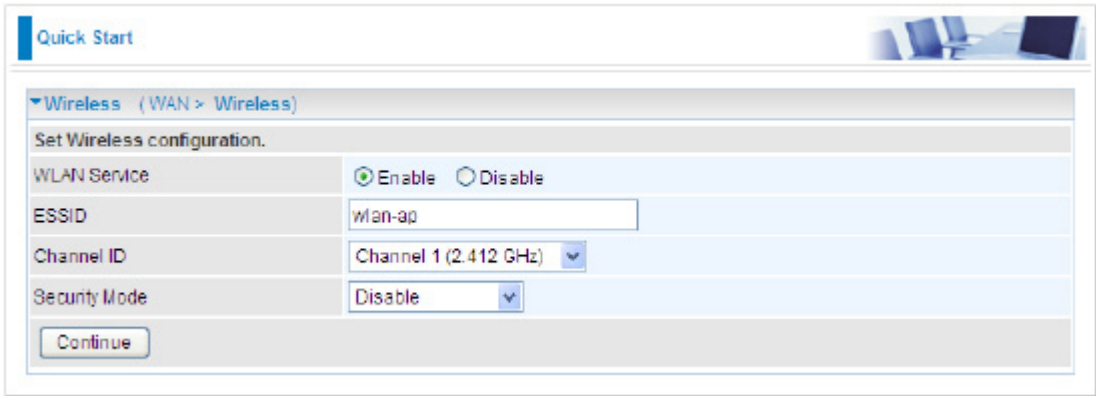 Quick Start
Wireless (WAN > Wireless)
Set Wireless configuration.
WLAN Service Enable Disable
ESSID wlan-ap
Channel ID Channel 1 (2.412 GHz)
Security Mode Disable
Continue